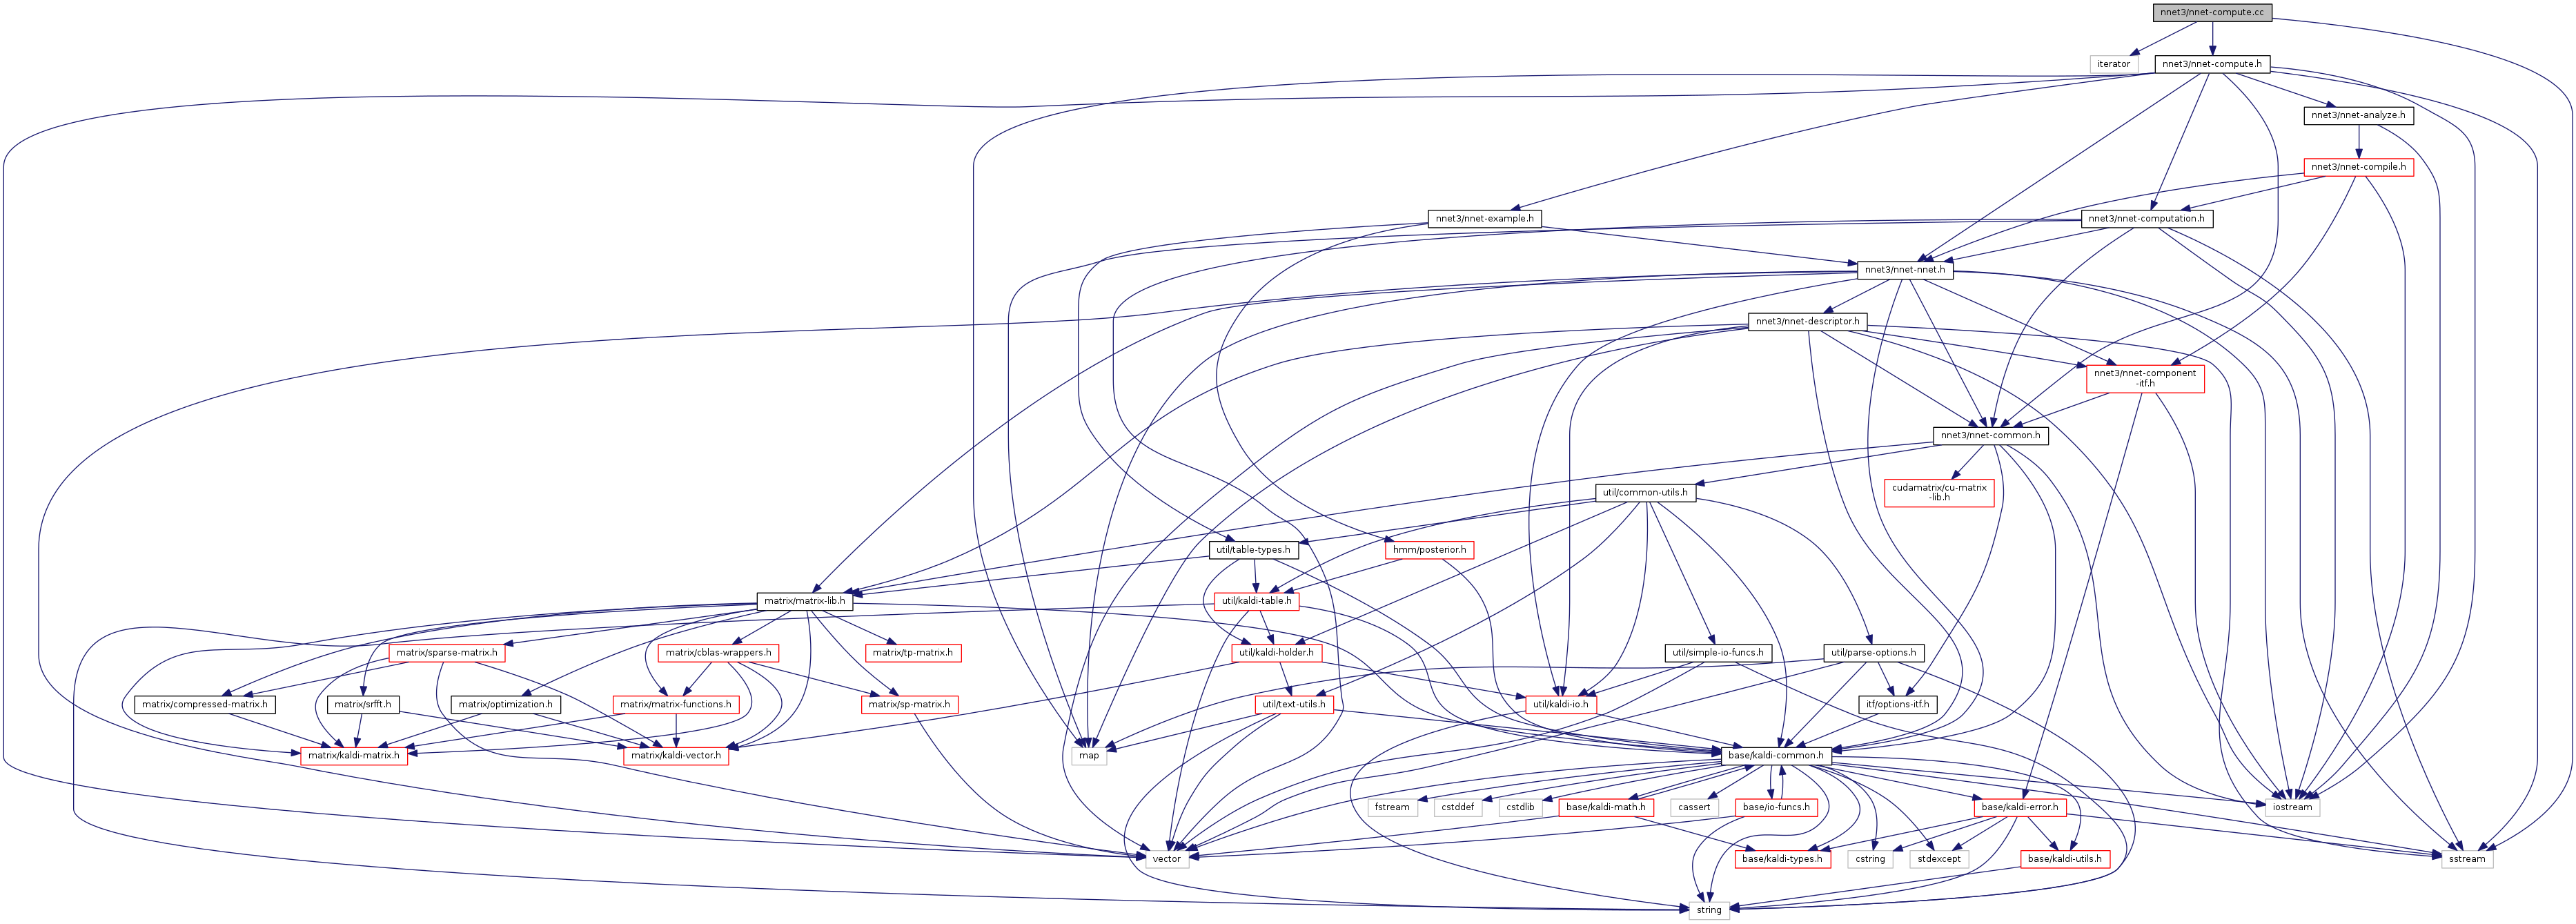 nnet3/nnet-compute.cc
iterator
nnet3/nnet-compute.h
nnet3/nnet-analyze.h
nnet3/nnet-compile.h
nnet3/nnet-example.h
nnet3/nnet-computation.h
nnet3/nnet-nnet.h
nnet3/nnet-descriptor.h
nnet3/nnet-component
-itf.h
nnet3/nnet-common.h
util/common-utils.h
cudamatrix/cu-matrix
-lib.h
util/table-types.h
hmm/posterior.h
matrix/matrix-lib.h
util/kaldi-table.h
matrix/sparse-matrix.h
matrix/cblas-wrappers.h
matrix/tp-matrix.h
util/kaldi-holder.h
util/simple-io-funcs.h
util/parse-options.h
matrix/compressed-matrix.h
matrix/srfft.h
matrix/optimization.h
matrix/matrix-functions.h
matrix/sp-matrix.h
util/text-utils.h
util/kaldi-io.h
itf/options-itf.h
matrix/kaldi-matrix.h
matrix/kaldi-vector.h
map
base/kaldi-common.h
fstream
cstddef
cstdlib
base/kaldi-math.h
cassert
base/io-funcs.h
base/kaldi-error.h
iostream
vector
base/kaldi-types.h
cstring
stdexcept
base/kaldi-utils.h
sstream
string